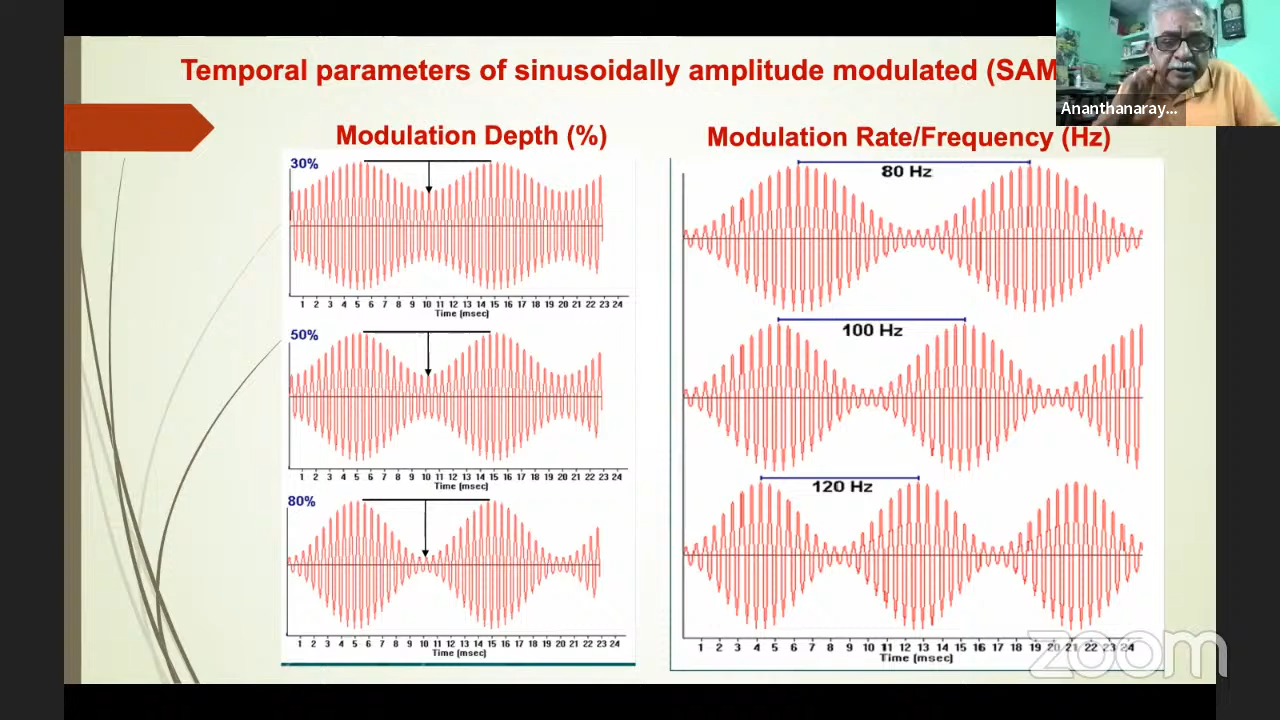 Temporal parameters of sinusoidally amplitude modulated (SAM
Ananthanaray...
Modulation Depth (%)
30%
1 2 3 4 5 6 7 8 9 10 11 12 13 14 15 16 17 18 19 20 21 22 23 24
Time (msec)
50%
1 2 3 4 5 6 7 8 9 10 11 12 13 14 15 16 17 18 19 20 21 22 23 24
Time (msec)
80%
1 2 3 4 5 6 7 8 9 10 11 12 13 14 15 16 17 18 19 20 21 22 23 24
Time (msec)
Modulation Rate/Frequency (Hz)
80 Hz
100 Hz
120 Hz
1 2 3 4 5 6 7 8 9 10 11 12 13 14 15 16 17 18 19 20 21 22 23 24
Time (msec)
zoom